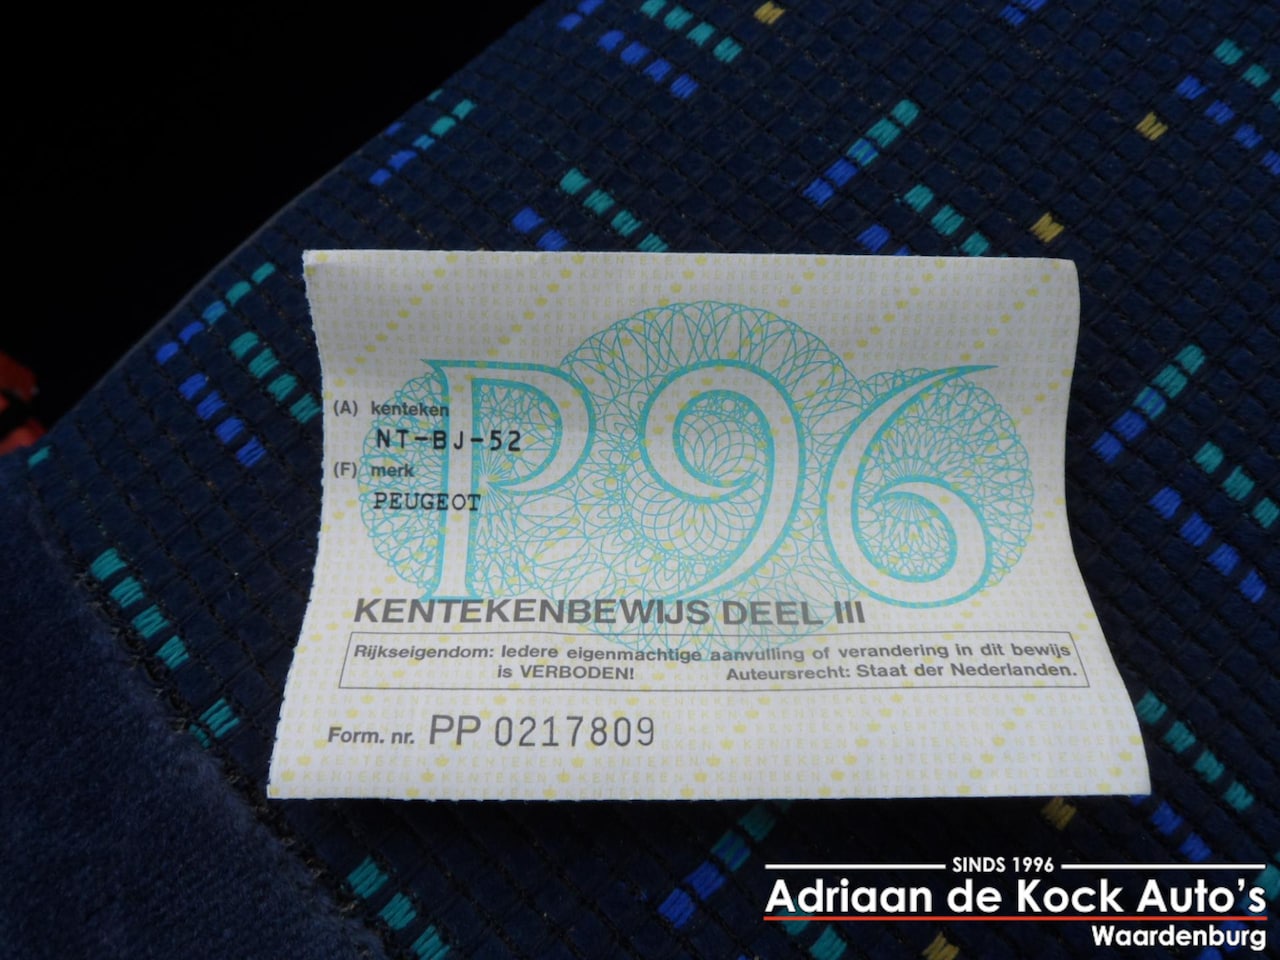 P96
(A) kenteken
NT-BJ-52
(F) merk
PEUGEOT
KENTEKENBEWIJS DEEL III
Rijkseigendom: Iedere eigenmachtige aanvulling of verandering in dit bewijs
is VERBODEN! Auteursrecht: Staat der Nederlanden.
Form. nr. PP 0217809
SINDS 1996
Adriaan de Kock Auto's
Waardenburg